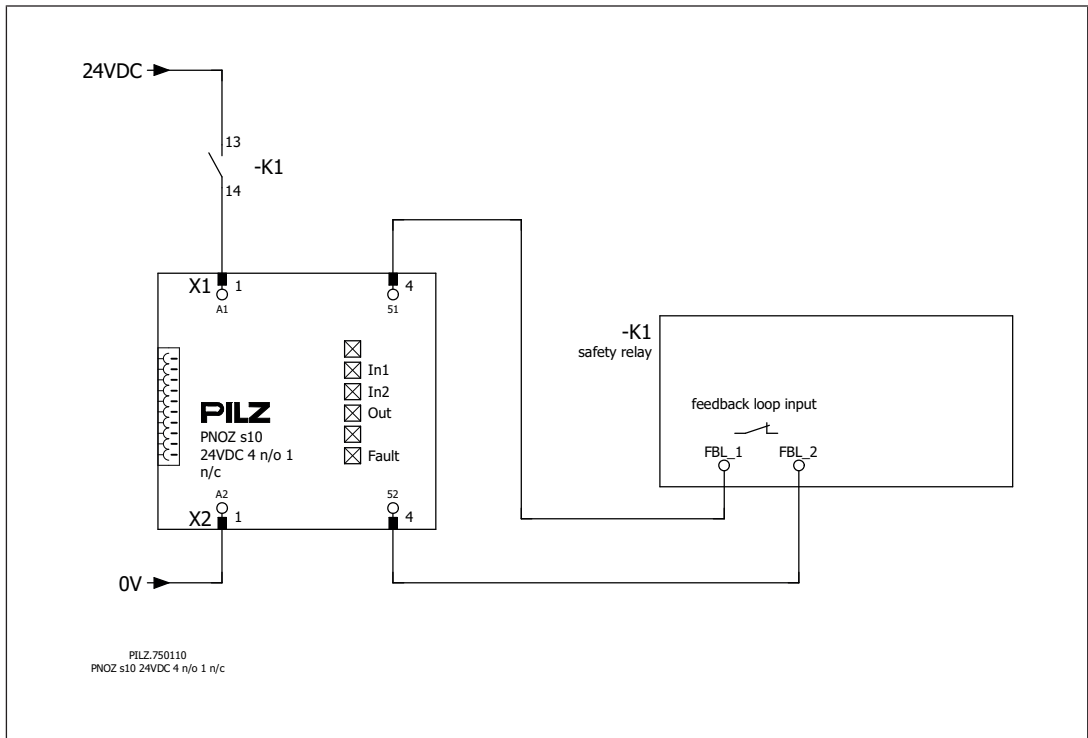 24VDC
13
-K1
14
X1
1
4
A1
51
-K1
safety relay
In1
In2
feedback loop input
PILZ
Out
PNOZ s10
24VDC 4 n/o 1
n/c
Fault
FBL_1
FBL_2
A2
52
X2
1
4
0V
PILZ.750110
PNOZ s10 24VDC 4 n/o 1 n/c